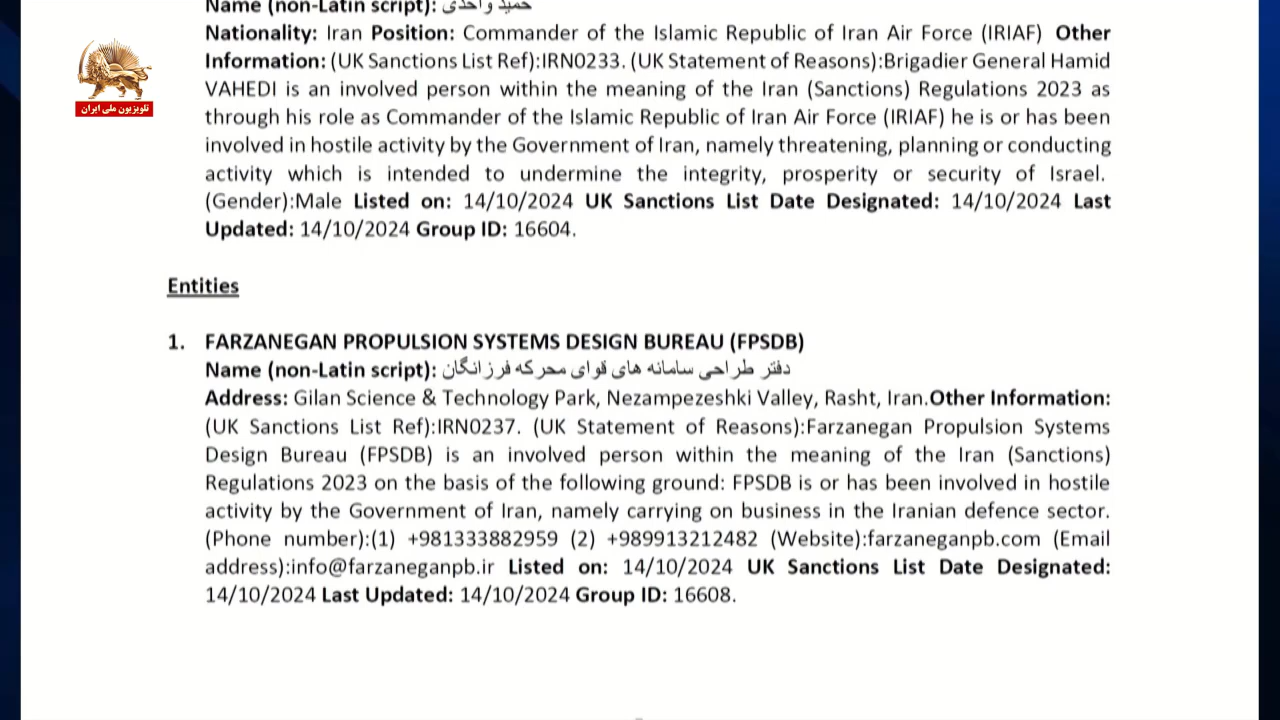 Name (non-Latin script): حمید واحدی
Nationality: Iran Position: Commander of the Islamic Republic of Iran Air Force (IRIAF) Other
Information: (UK Sanctions List Ref):IRN0233. (UK Statement of Reasons):Brigadier General Hamid
VAHEDI is an involved person within the meaning of the Iran (Sanctions) Regulations 2023 as
through his role as Commander of the Islamic Republic of Iran Air Force (IRIAF) he is or has been
involved in hostile activity by the Government of Iran, namely threatening, planning or conducting
activity which is intended to undermine the integrity, prosperity or security of Israel.
(Gender):Male Listed on: 14/10/2024 UK Sanctions List Date Designated: 14/10/2024 Last
Updated: 14/10/2024 Group ID: 16604.
تلویزیون ملی ایران
Entities
1. FARZANEGAN PROPULSION SYSTEMS DESIGN BUREAU (FPSDB)
Name (non-Latin script): دفتر طراحی سامانه های قوای محرکه فرزانگان
Address: Gilan Science & Technology Park, Nezampezeshki Valley, Rasht, Iran.Other Information:
(UK Sanctions List Ref):IRN0237. (UK Statement of Reasons):Farzanegan Propulsion Systems
Design Bureau (FPSDB) is an involved person within the meaning of the Iran (Sanctions)
Regulations 2023 on the basis of the following ground: FPSDB is or has been involved in hostile
activity by the Government of Iran, namely carrying on business in the Iranian defence sector.
(Phone number):(1) +981333882959 (2) +989913212482 (Website):farzaneganpb.com (Email
address):info@farzaneganpb.ir Listed on: 14/10/2024 UK Sanctions List Date Designated:
14/10/2024 Last Updated: 14/10/2024 Group ID: 16608.